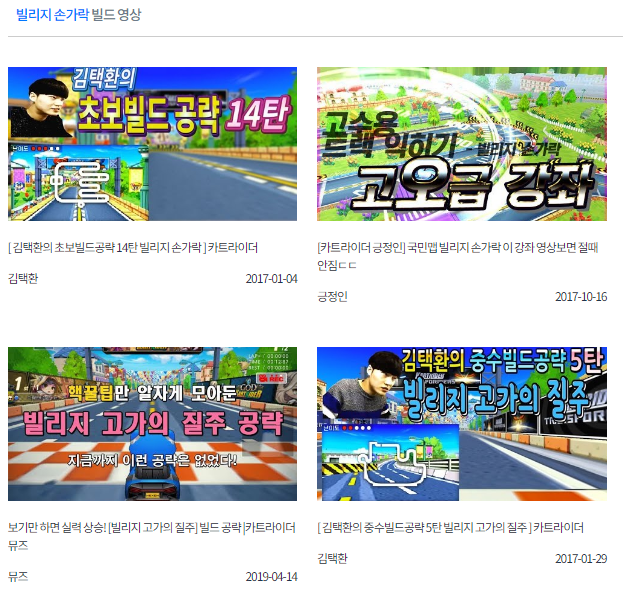 빌리지 손가락 빌드 영상
김택환의
초보빌드 공략 14탄
난이도
[ 김택환의 초보빌드공략 14탄 빌리지 손가락 ] 카트라이더
김택환 2017-01-04
고수용
트랙 익히기 빌리지 손가락
고오급 강좌
[카트라이더 긍정인] 국민맵 빌리지 손가락 이 강좌 영상보면 절때
안짐ㄷㄷ
긍정인 2017-10-16
핵꿀팁만 알차게 모아둔
빌리지 고가의 질주 공략
지금까지 이런 공략은 없었다!
보기만 하면 실력 상승! [빌리지 고가의 질주] 빌드 공략 |카트라이더
뮤즈
뮤즈 2019-04-14
김택환의 중수빌드공략 5탄
빌리지 고가의 질주
난이도
[ 김택환의 중수빌드공략 5탄 빌리지 고가의 질주 ] 카트라이더
김택환 2017-01-29